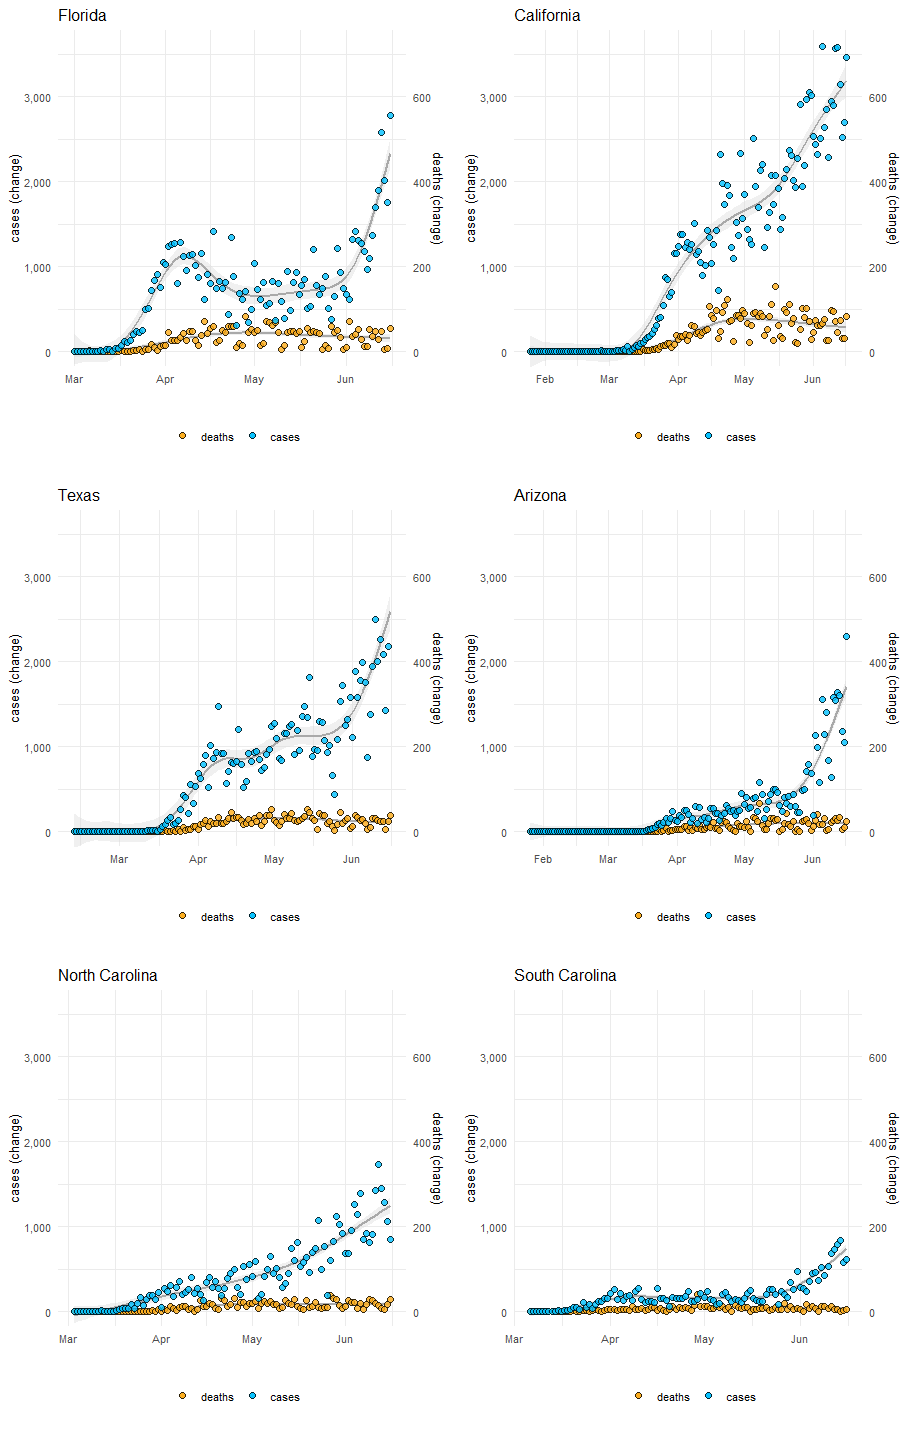 Florida
3,000
2,000
1,000
0
cases (change)
600
400
200
0
deaths (change)
Mar Apr May Jun
deaths cases
California
3,000
2,000
1,000
0
cases (change)
600
400
200
0
deaths (change)
Feb Mar Apr May Jun
deaths cases
Texas
3,000
2,000
1,000
0
cases (change)
600
400
200
0
deaths (change)
Mar Apr May Jun
deaths cases
Arizona
3,000
2,000
1,000
0
cases (change)
600
400
200
0
deaths (change)
Feb Mar Apr May Jun
deaths cases
North Carolina
3,000
2,000
1,000
0
cases (change)
600
400
200
0
deaths (change)
Mar Apr May Jun
deaths cases
South Carolina
3,000
2,000
1,000
0
cases (change)
600
400
200
0
deaths (change)
Mar Apr May Jun
deaths cases